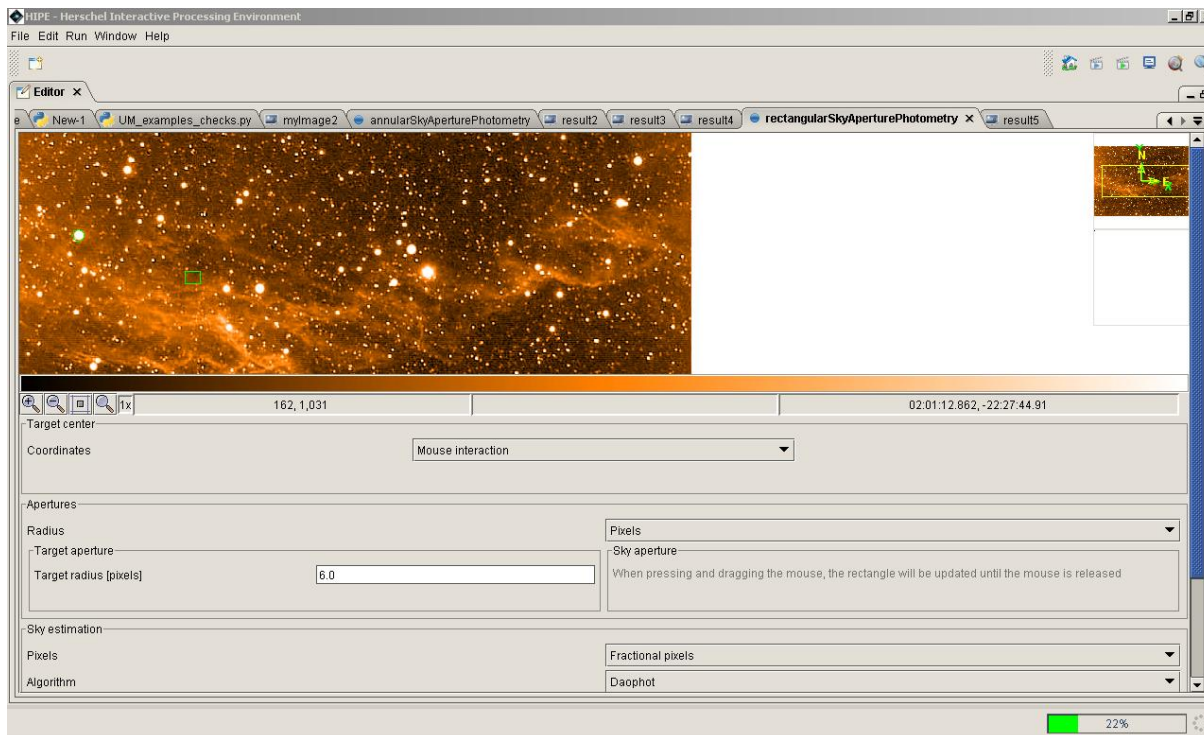 HIPE - Herschel Interactive Processing Environment
File Edit Run Window Help
Editor
e New-1 UM_examples_checks.py myImage2 annularSkyAperturePhotometry result2 result3 result4 rectangularSkyAperturePhotometry result5
N
E
1x 162, 1,031 02:01:12.862, -22:27:44.91
Target center
Coordinates Mouse interaction
Apertures
Radius Pixels
Target aperture Sky aperture
Target radius [pixels] 6.0 When pressing and dragging the mouse, the rectangle will be updated until the mouse is released
Sky estimation
Pixels Fractional pixels
Algorithm Daophot
22%